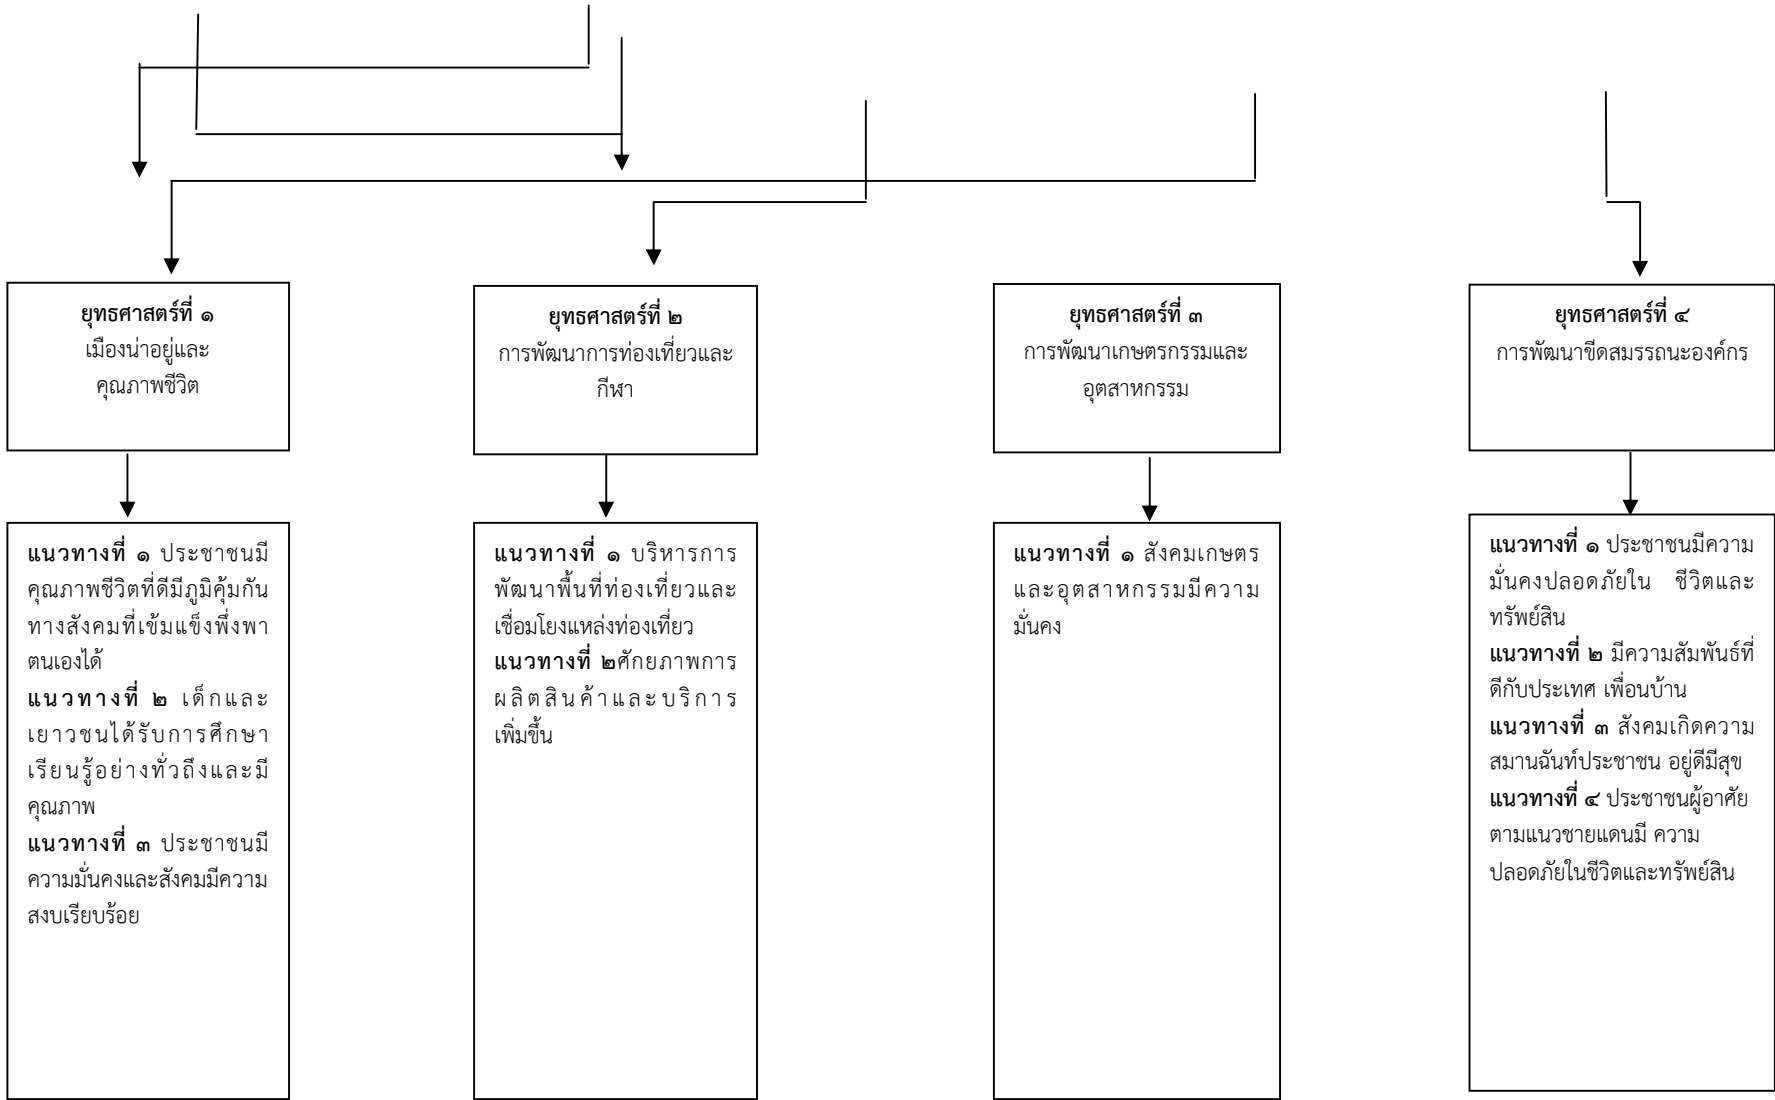 ยุทธศาสตร์ที่ ๑
เมืองน่าอยู่และ
คุณภาพชีวิต
ยุทธศาสตร์ที่ ๒
การพัฒนาการท่องเที่ยวและ
กีฬา
ยุทธศาสตร์ที่ ๓
การพัฒนาเกษตรกรรมและ
อุตสาหกรรม
ยุทธศาสตร์ที่ ๔
การพัฒนาขีดสมรรถนะองค์กร
แนวทางที่ ๑ ประชาชนมี
คุณภาพชีวิตที่ดีมีภูมิคุ้มกัน
ทางสังคมที่เข้มแข็งพึ่งพา
ตนเองได้
แนวทางที่ ๒ เด็กและ
เยาวชนได้รับการศึกษา
เรียนรู้อย่างทั่วถึงและมี
คุณภาพ
แนวทางที่ ๓ ประชาชนมี
ความมั่นคงและสังคมมีความ
สงบเรียบร้อย
แนวทางที่ ๑ บริหารการ
พัฒนาพื้นที่ท่องเที่ยวและ
เชื่อมโยงแหล่งท่องเที่ยว
แนวทางที่ ๒ศักยภาพการ
ผลิตสินค้าและบริการ
เพิ่มขึ้น
แนวทางที่ ๑ สังคมเกษตร
และอุตสาหกรรมมีความ
มั่นคง
แนวทางที่ ๑ ประชาชนมีความ
มั่นคงปลอดภัยใน ชีวิตและ
ทรัพย์สิน
แนวทางที่ ๒ มีความสัมพันธ์ที่
ดีกับประเทศ เพื่อนบ้าน
แนวทางที่ ๓ สังคมเกิดความ
สมานฉันท์ประชาชน อยู่ดีมีสุข
แนวทางที่ ๔ ประชาชนผู้อาศัย
ตามแนวชายแดนมี ความ
ปลอดภัยในชีวิตและทรัพย์สิน